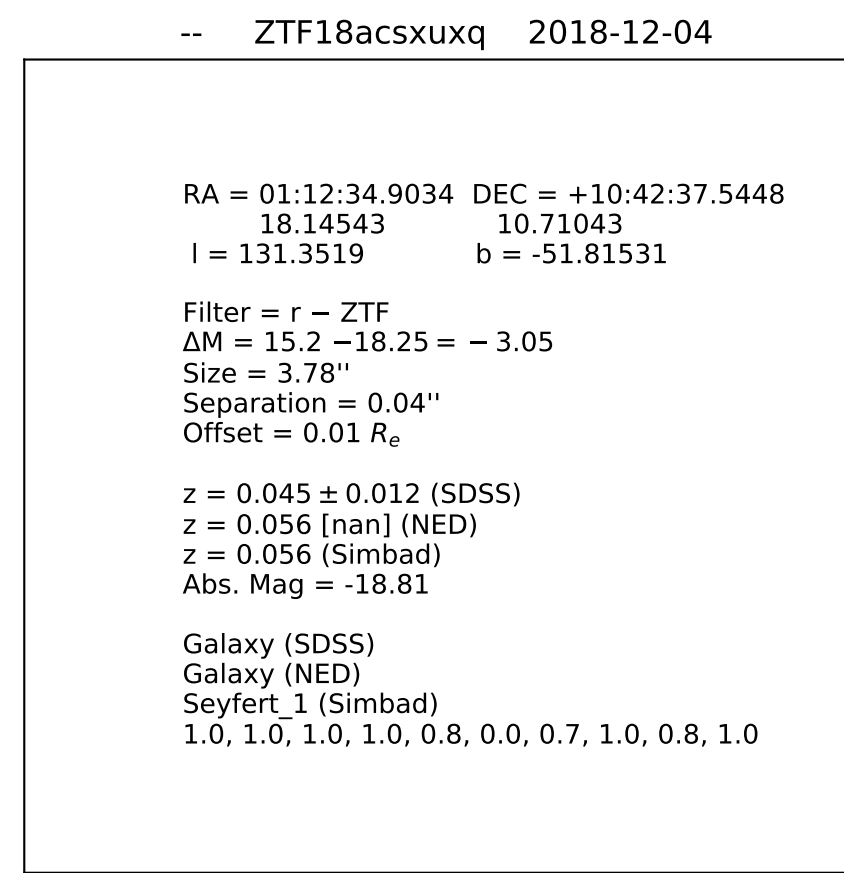 -- ZTF18acsxuxq 2018-12-04
RA = 01:12:34.9034 DEC = +10:42:37.5448
18.14543 10.71043
l = 131.3519 b = -51.81531
Filter = r − ZTF
ΔM = 15.2 −18.25 = − 3.05
Size = 3.78''
Separation = 0.04''
Offset = 0.01 Re
z = 0.045 ± 0.012 (SDSS)
z = 0.056 [nan] (NED)
z = 0.056 (Simbad)
Abs. Mag = -18.81
Galaxy (SDSS)
Galaxy (NED)
Seyfert_1 (Simbad)
1.0, 1.0, 1.0, 1.0, 0.8, 0.0, 0.7, 1.0, 0.8, 1.0